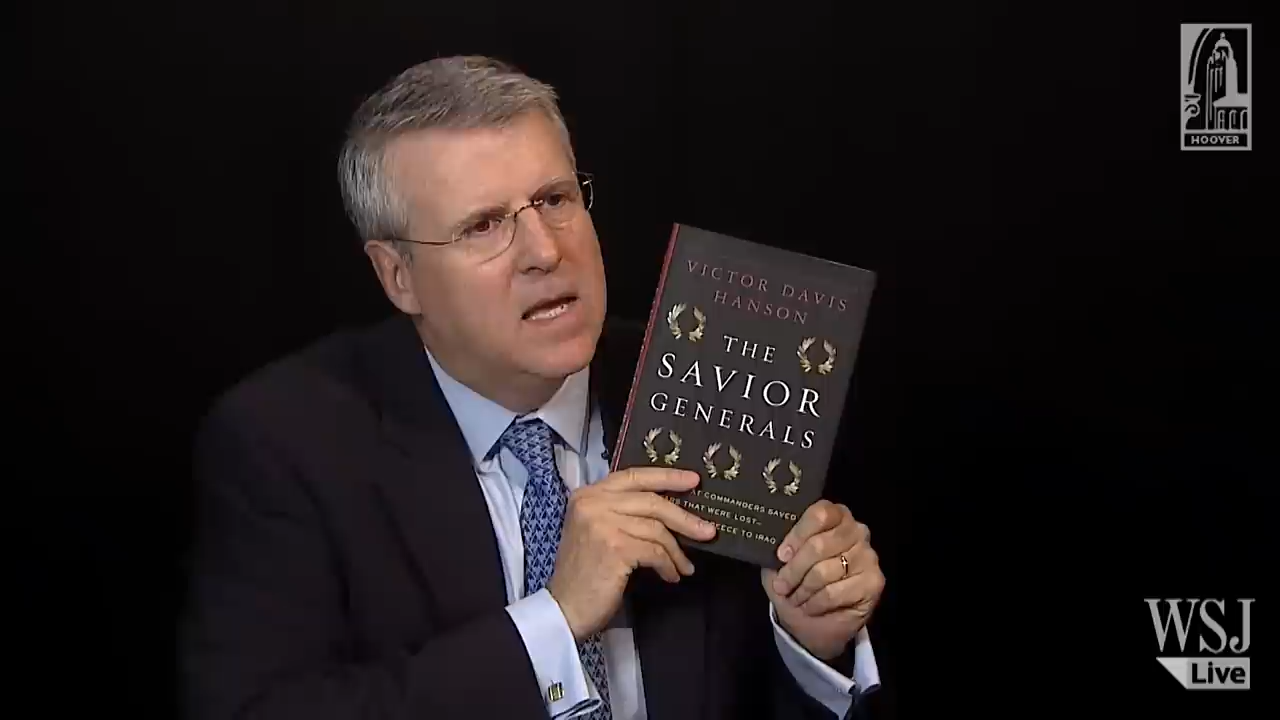 HOOVER
VICTOR DAVIS
HANSON
THE
SAVIOR
GENERALS
COMMANDERS SAVED
THAT WERE LOST–
TO IRAQ
WSJ
Live